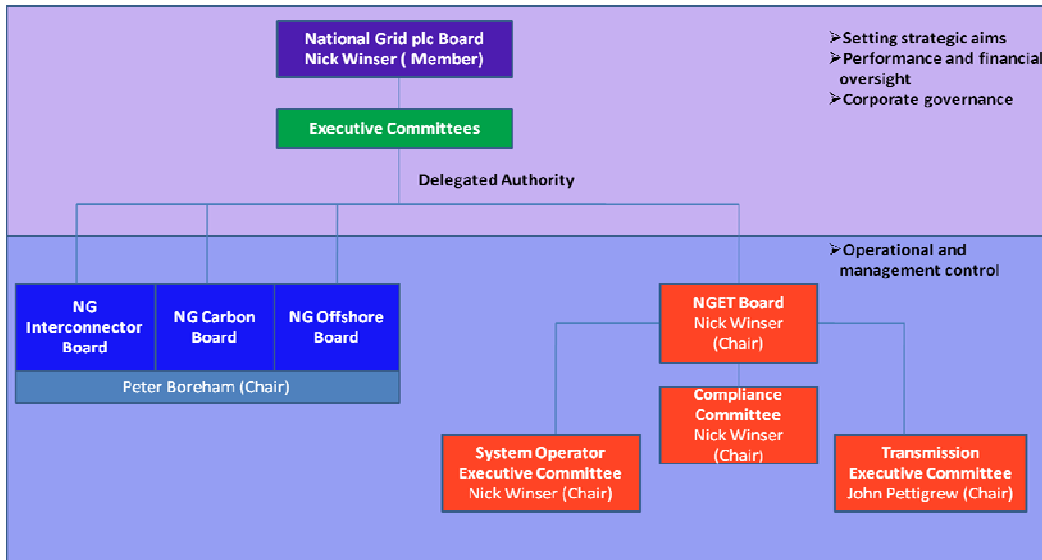 National Grid plc Board
Nick Winser ( Member)
➢Setting strategic aims
➢Performance and financial
oversight
➢Corporate governance
Executive Committees
Delegated Authority
➢Operational and
management control
NG
Interconnector
Board
NG Carbon
Board
NG Offshore
Board
Peter Boreham (Chair)
NGET Board
Nick Winser
(Chair)
Compliance
Committee
Nick Winser
(Chair)
System Operator
Executive Committee
Nick Winser (Chair)
Transmission
Executive Committee
John Pettigrew (Chair)